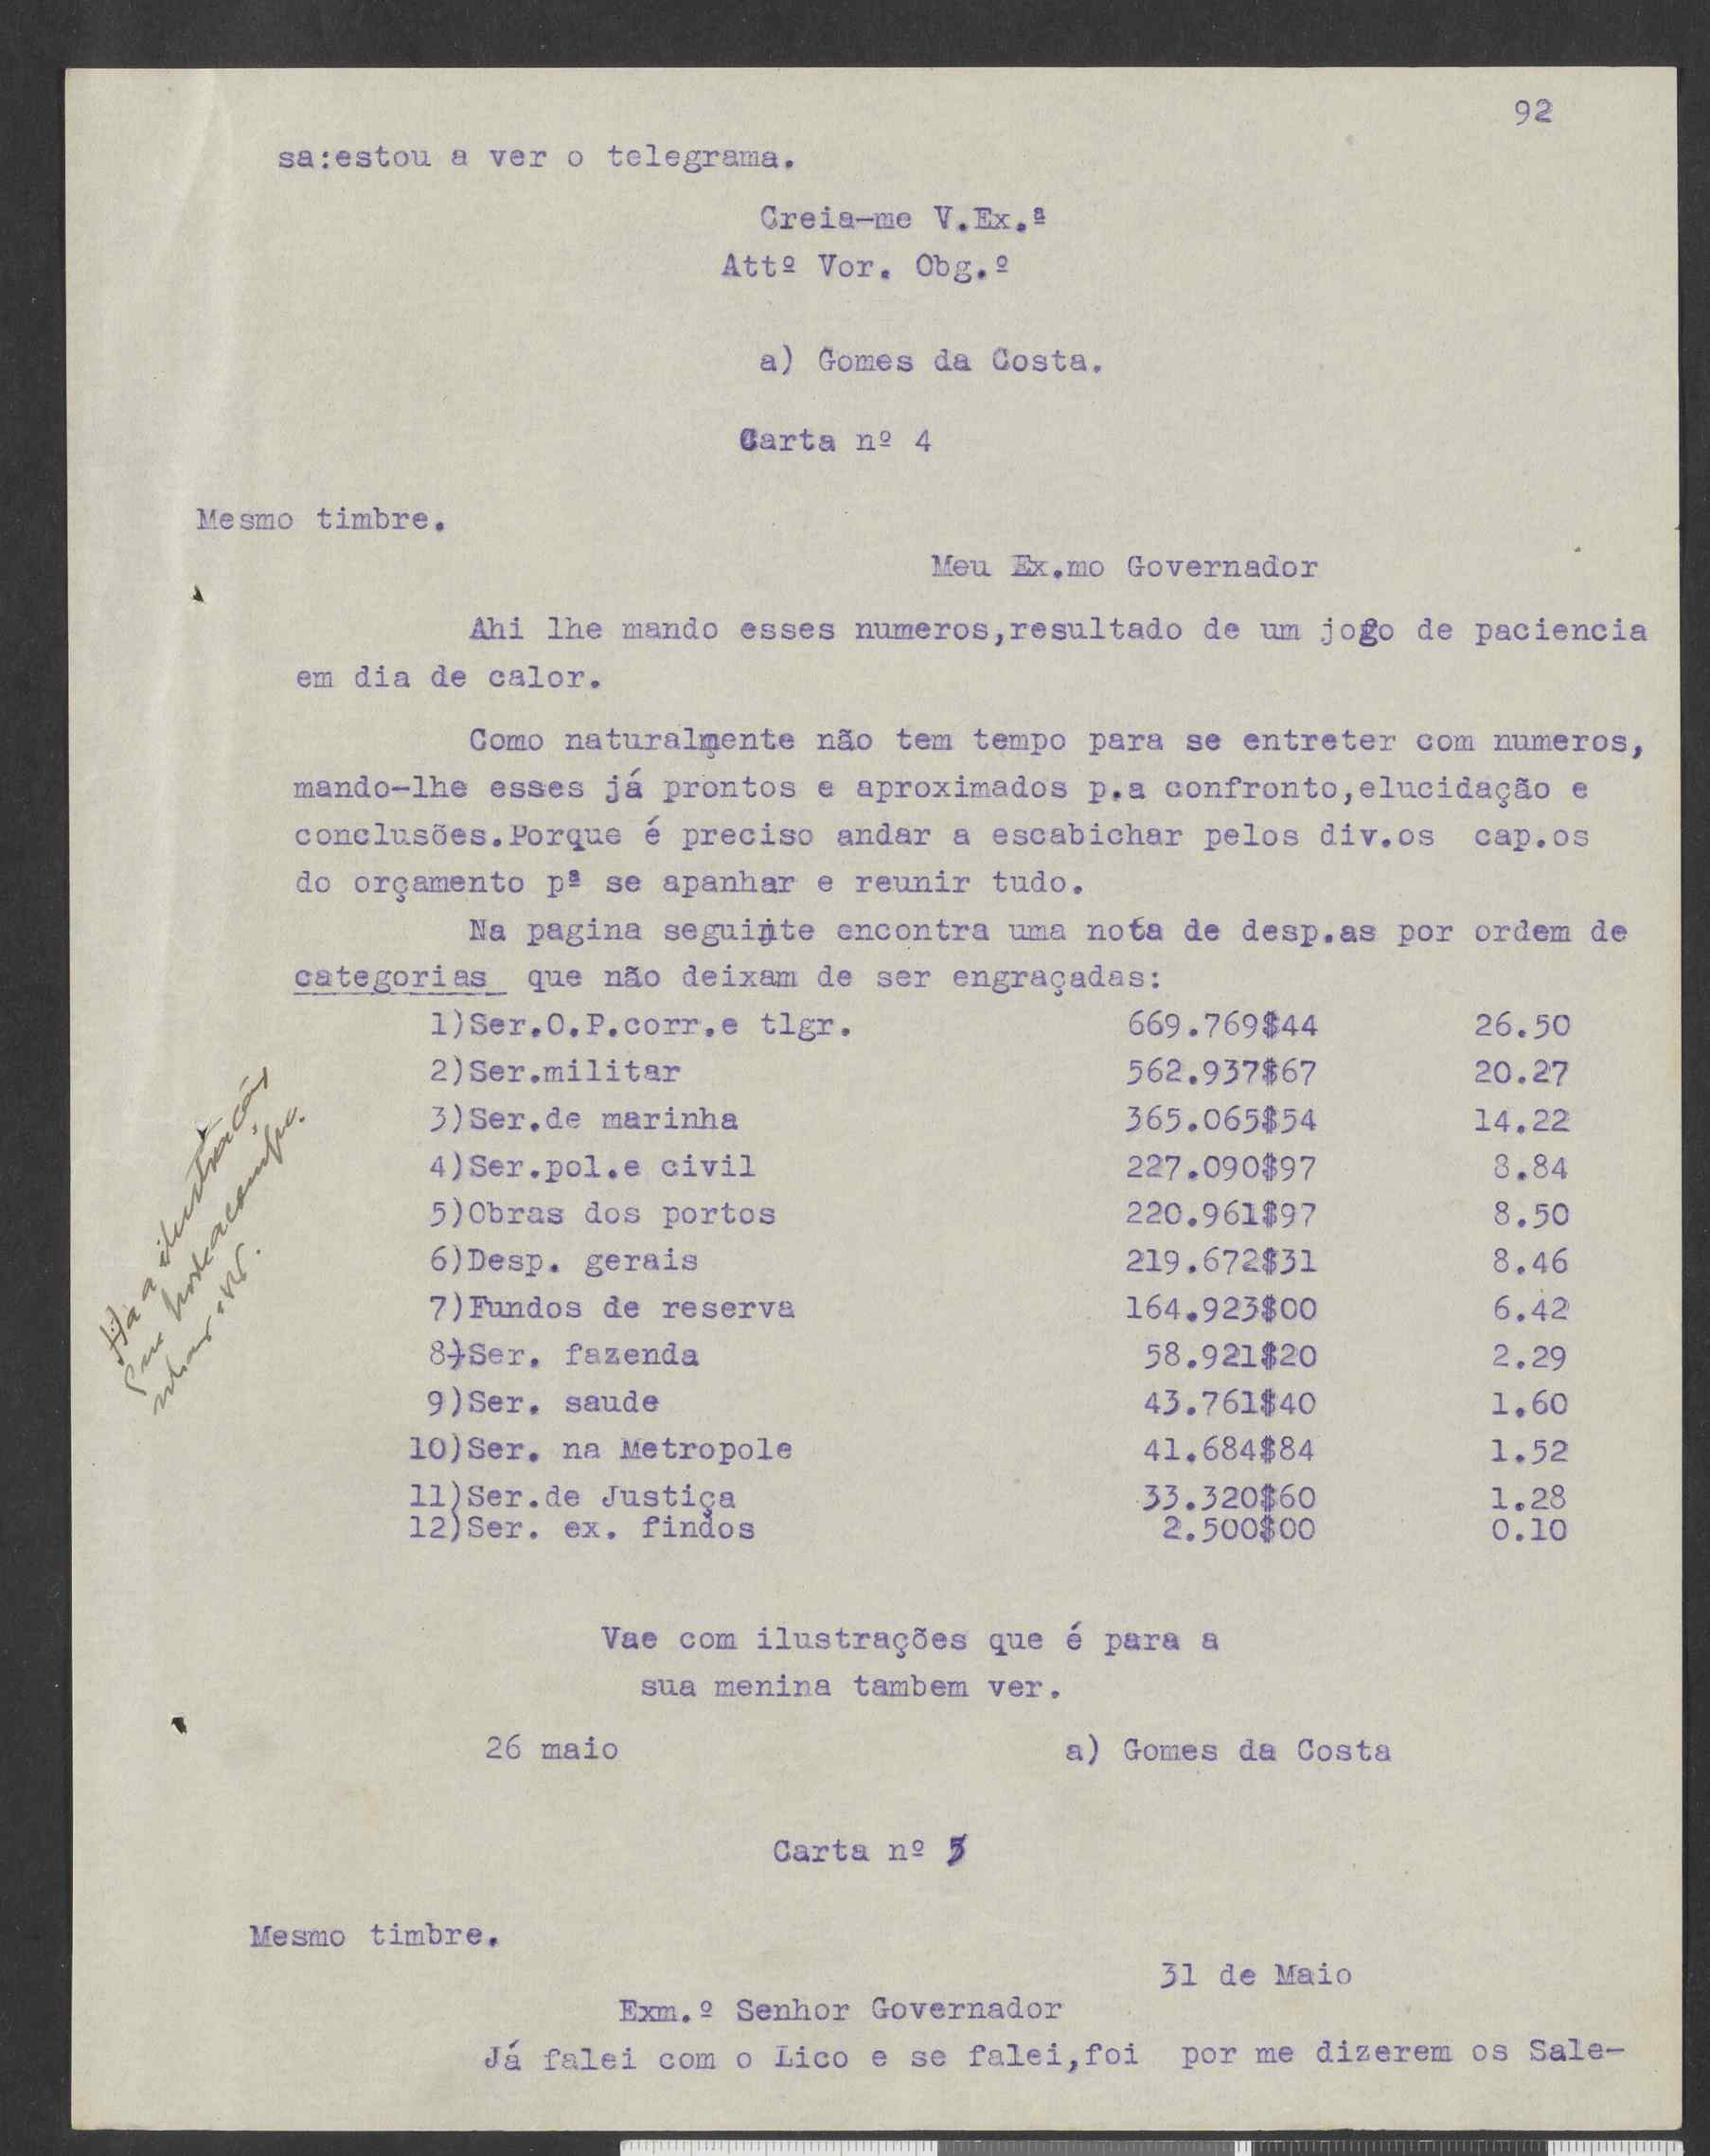 92
sa:estou a ver o telegrama.
Creia-me V.Ex.ª
Attº Vor. Obg.º
a) Gomes da Costa.
Carta nº 4
Mesmo timbre.
Meu Ex.mo Governador
Ahi lhe mando esses numeros,resultado de um jogo de paciencia
em dia de calor.
Como naturalmente não tem tempo para se entreter com numeros,
mando-lhe esses já prontos e aproximados p.a confronto,elucidação e
conclusões.Porque é preciso andar a escabichar pelos div.os cap.os
do orçamento pª se apanhar e reunir tudo.
Na pagina seguinte encontra uma nota de desp.as por ordem de
categorias que não deixam de ser engraçadas:
1)Ser.O.P.corr.e tlgr. 669.769$44 26.50
2)Ser.militar 562.937$67 20.27
3)Ser.de marinha 365.065$54 14.22
4)Ser.pol.e civil 227.090$97 8.84
5)Obras dos portos 220.961$97 8.50
6)Desp. gerais 219.672$31 8.46
7)Fundos de reserva 164.923$00 6.42
8)Ser. fazenda 58.921$20 2.29
9)Ser. saude 43.761$40 1.60
10)Ser. na Metropole 41.684$84 1.52
11)Ser.de Justiça 33.320$60 1.28
12)Ser. ex. findos 2.500$00 0.10
Há a ilustração
que
Vae com ilustrações que é para a
sua menina tambem ver.
26 maio a) Gomes da Costa
Carta nº 5
Mesmo timbre.
31 de Maio
Exm.º Senhor Governador
Já falei com o Lico e se falei,foi por me dizerem os Sale-